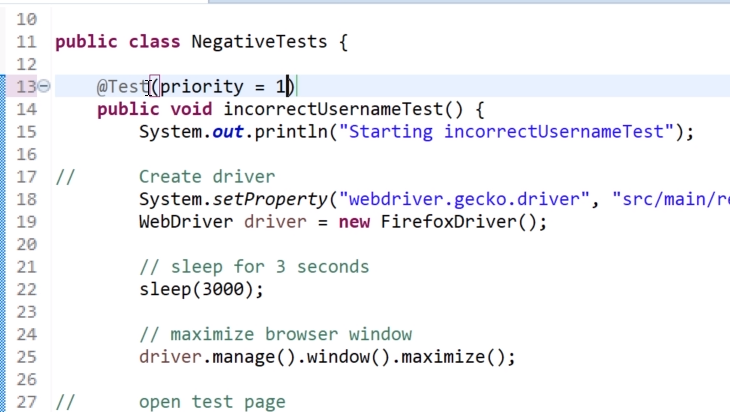 10
11 public class NegativeTests {
12
13 @Test(priority = 1)
14 public void incorrectUsernameTest() {
15 System.out.println("Starting incorrectUsernameTest");
16
17 // Create driver
18 System.setProperty("webdriver.gecko.driver", "src/main/re
19 WebDriver driver = new FirefoxDriver();
20
21 // sleep for 3 seconds
22 sleep(3000);
23
24 // maximize browser window
25 driver.manage().window().maximize();
26
27 // open test page